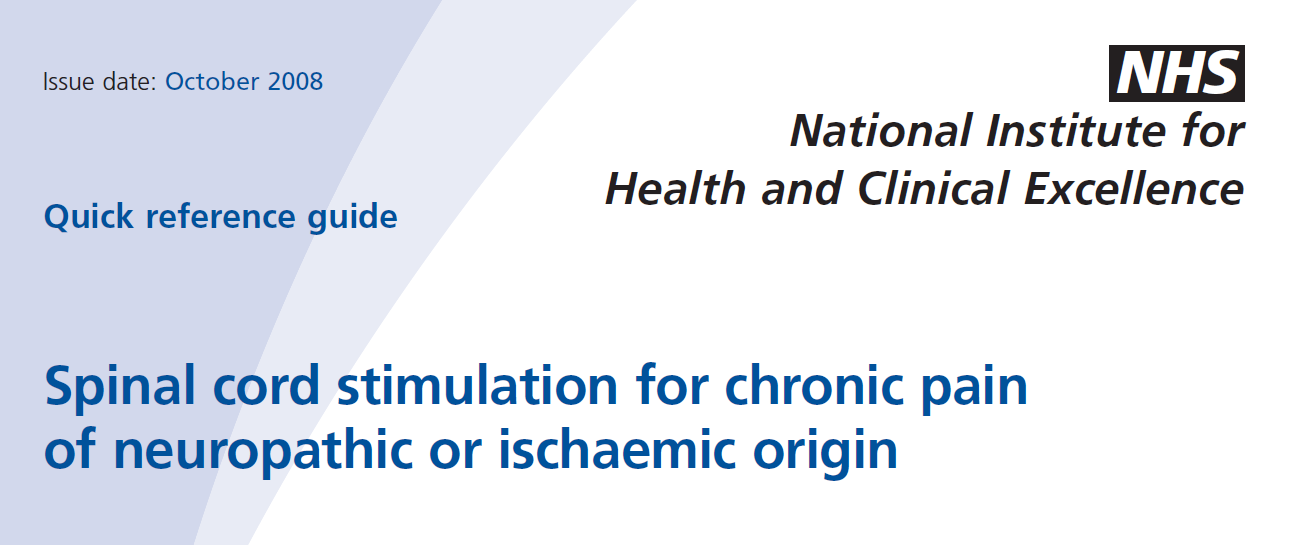 Issue date: October 2008
NHS
National Institute for
Health and Clinical Excellence
Quick reference guide
Spinal cord stimulation for chronic pain
of neuropathic or ischaemic origin